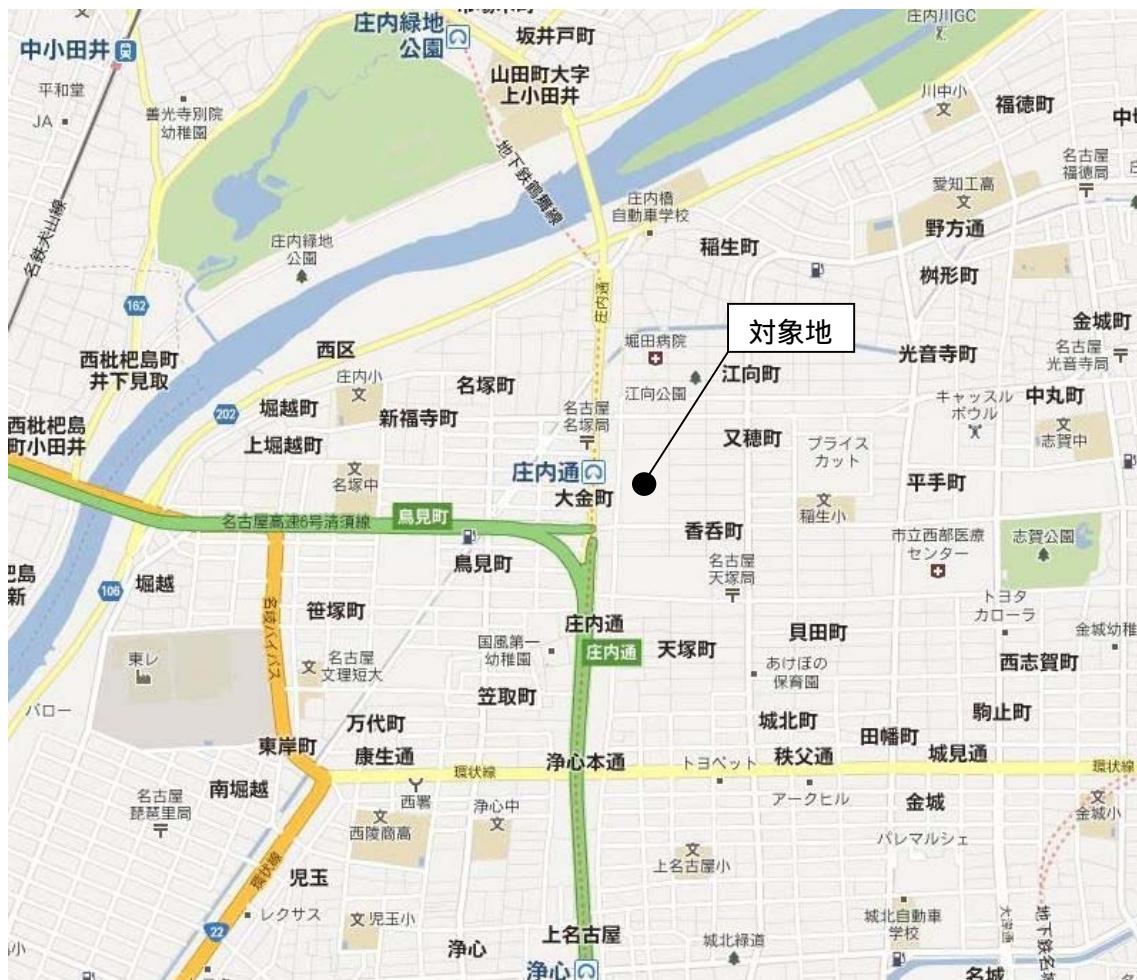 庄内緑地
公園
坂井戸町
庄内川GC
中小田井
山田町大字
上小田井
平和堂
JA
善光寺別院
幼稚園
川中小
福徳町
名古屋
福徳局
地下鉄鶴舞線
庄内橋
自動車学校
愛知工高
野方通
名鉄犬山線
庄内緑地
公園
稲生町
桝形町
162
庄内通
対象地
金城町
西枇杷島町
井下見取
西区
堀田病院
光音寺町
名古屋
光音寺局
庄内小
名塚町
江向公園
江向町
キャッスル
ボウル
中丸町
202
堀越町
新福寺町
名古屋
名塚局
西枇杷島
町小田井
上堀越町
又穂町
プライス
カット
志賀中
名塚中
庄内通
平手町
大金町
稲生小
名古屋高速6号清須線
鳥見町
香呑町
市立西部医療
センター
志賀公園
鳥見町
名古屋
天塚局
106
堀越
トヨタ
カローラ
笹塚町
名岐バイパス
庄内通
貝田町
金城幼稚
国風第一
幼稚園
庄内通
天塚町
西志賀町
東レ
名古屋
文理短大
あけぼの
保育園
バロー
笠取町
駒止町
万代町
城北町
田幡町
東岸町
康生通
浄心本通
秩父通
城見通
環状線
トヨペット
環状線
南堀越
西署
アークヒル
名古屋
琵琶里局
浄心中
金城
金城小
西陵商高
パレマルシェ
上名古屋小
環状線
児玉
レクサス
児玉小
城北自動車
学校
22
上名古屋
城北緑道
浄心
浄心
名城